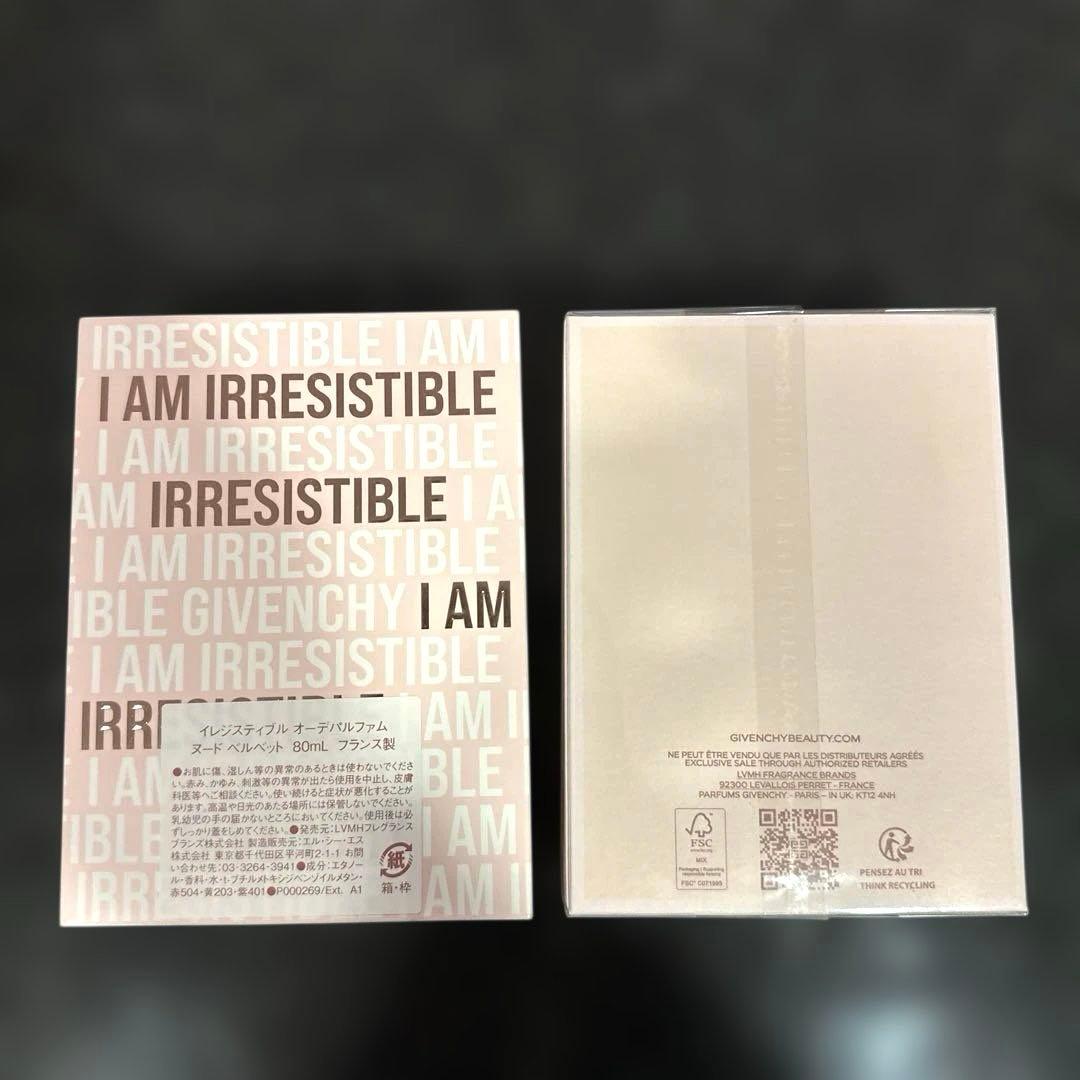 IRRESISTIBLE I AM I
I AM IRRESISTIBLE
I AM IRRESISTIBLE
AM IRRESISTIBLE I A
I AM IRRESISTIBLE
IBLE GIVENCHY I AM
I AM IRRESISTIBLE
IRRESISTIBLE I AM I
イレジスティブル オーデパルファム
ヌード ベルベット 80mL フランス製
●お肌に傷、湿しん等の異常のあるときは使わないでくださ
い。赤み、かゆみ、刺激等の異常が出たら使用を中止し、皮膚
科医等へご相談ください。使い続けると症状が悪化することが
あります。高温や日光のあたる場所には保管しないでください。
乳幼児の手の届かないところにおいてください。使用後は必
ずしっかり蓋をしめてください。●発売元:LVMHフレグランス
ブランズ株式会社 製造販売元:エル・シー・エス
株式会社 東京都千代田区平河町2-1-1 お問
い合わせ先:03-3264-3941●成分:エタノー
ル・香料・水・t-ブチルメトキシジベンゾイルメタン・
赤504・黄203・紫401●P000269/Ext. A1
紙
箱・枠
IBLE
AM
AM I
GIVENCHYBEAUTY.COM
NE PEUT ÊTRE VENDU QUE PAR LES DISTRIBUTEURS AGRÉÉS
EXCLUSIVE SALE THROUGH AUTHORIZED RETAILERS
LVMH FRAGRANCE BRANDS
92300 LEVALLOIS PERRET - FRANCE
PARFUMS GIVENCHY - PARIS - IN UK: KT12 4NH
FSC
www.fsc.org
MIX
Packaging | Supporting
responsible forestry
FSC® C071995
PENSEZ AU TRI
THINK RECYCLING